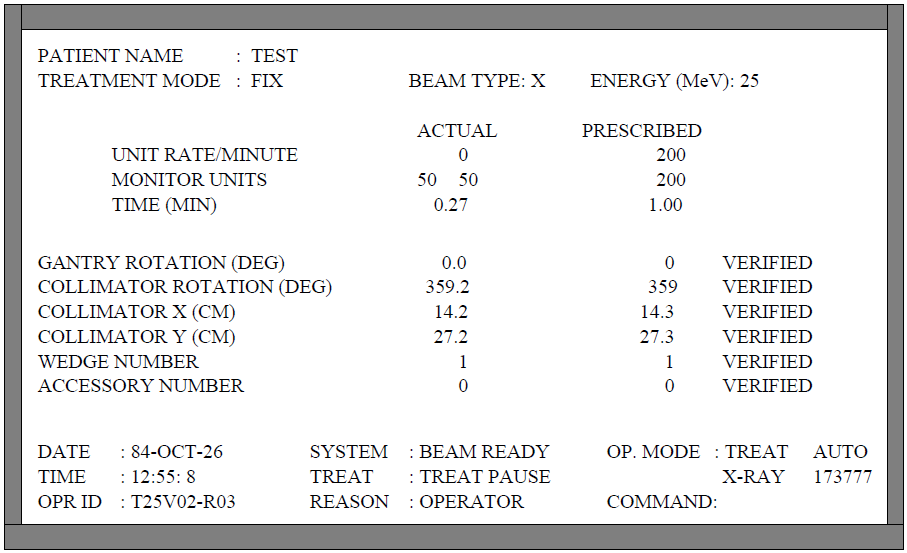 PATIENT NAME : TEST
TREATMENT MODE : FIX BEAM TYPE: X ENERGY (MeV): 25
ACTUAL PRESCRIBED
UNIT RATE/MINUTE 0 200
MONITOR UNITS 50 50 200
TIME (MIN) 0.27 1.00
GANTRY ROTATION (DEG) 0.0 0 VERIFIED
COLLIMATOR ROTATION (DEG) 359.2 359 VERIFIED
COLLIMATOR X (CM) 14.2 14.3 VERIFIED
COLLIMATOR Y (CM) 27.2 27.3 VERIFIED
WEDGE NUMBER 1 1 VERIFIED
ACCESSORY NUMBER 0 0 VERIFIED
DATE : 84-OCT-26 SYSTEM : BEAM READY OP. MODE : TREAT AUTO
TIME : 12:55: 8 TREAT : TREAT PAUSE X-RAY 173777
OPR ID : T25V02-R03 REASON : OPERATOR COMMAND: